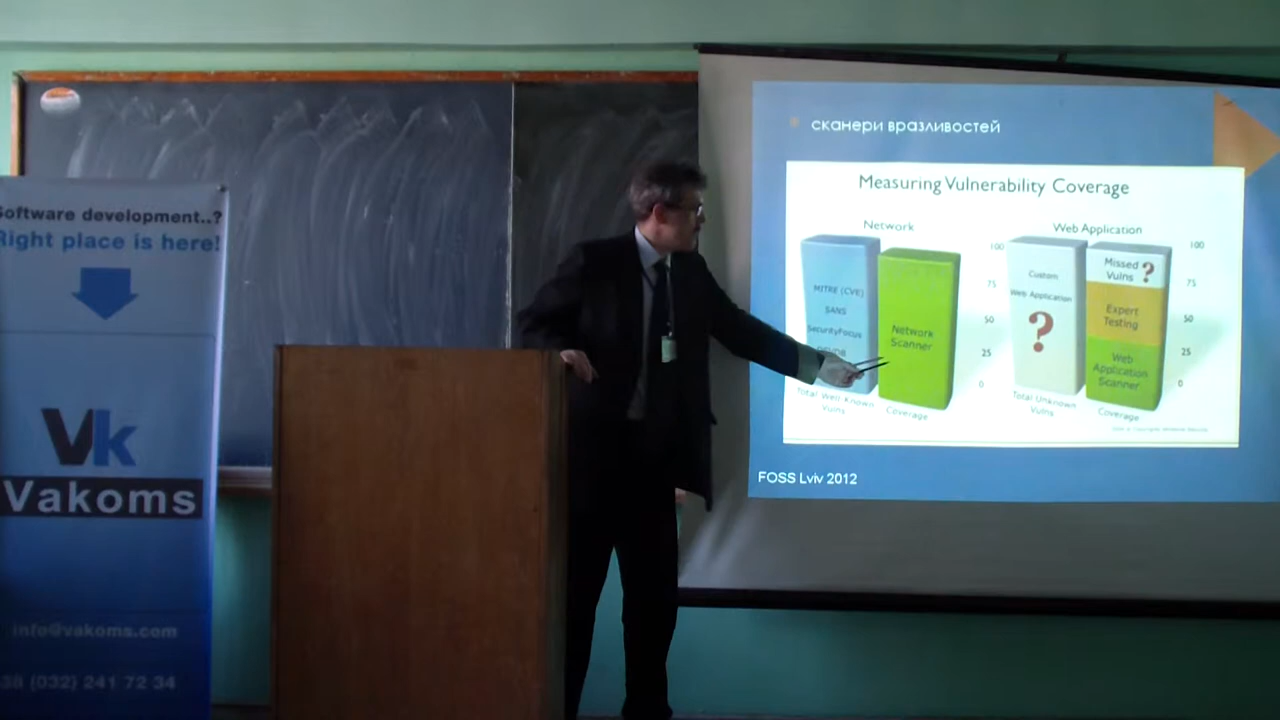 Software development..?
Right place is here!
Vk
Vakoms
info@vakoms.com
38 (032) 241 72 34
сканери вразливостей
Measuring Vulnerability Coverage
Network
MITRE (CVE)
SANS
SecurityFocus
Total Well-Known
Vulns
Network
Scanner
Coverage
100
75
50
25
0
Web Application
Custom
Web Application
?
Total Unknown
Vulns
Missed
Vulns ?
Expert
Testing
Web
Application
Scanner
Coverage
100
75
50
25
0
FOSS Lviv 2012